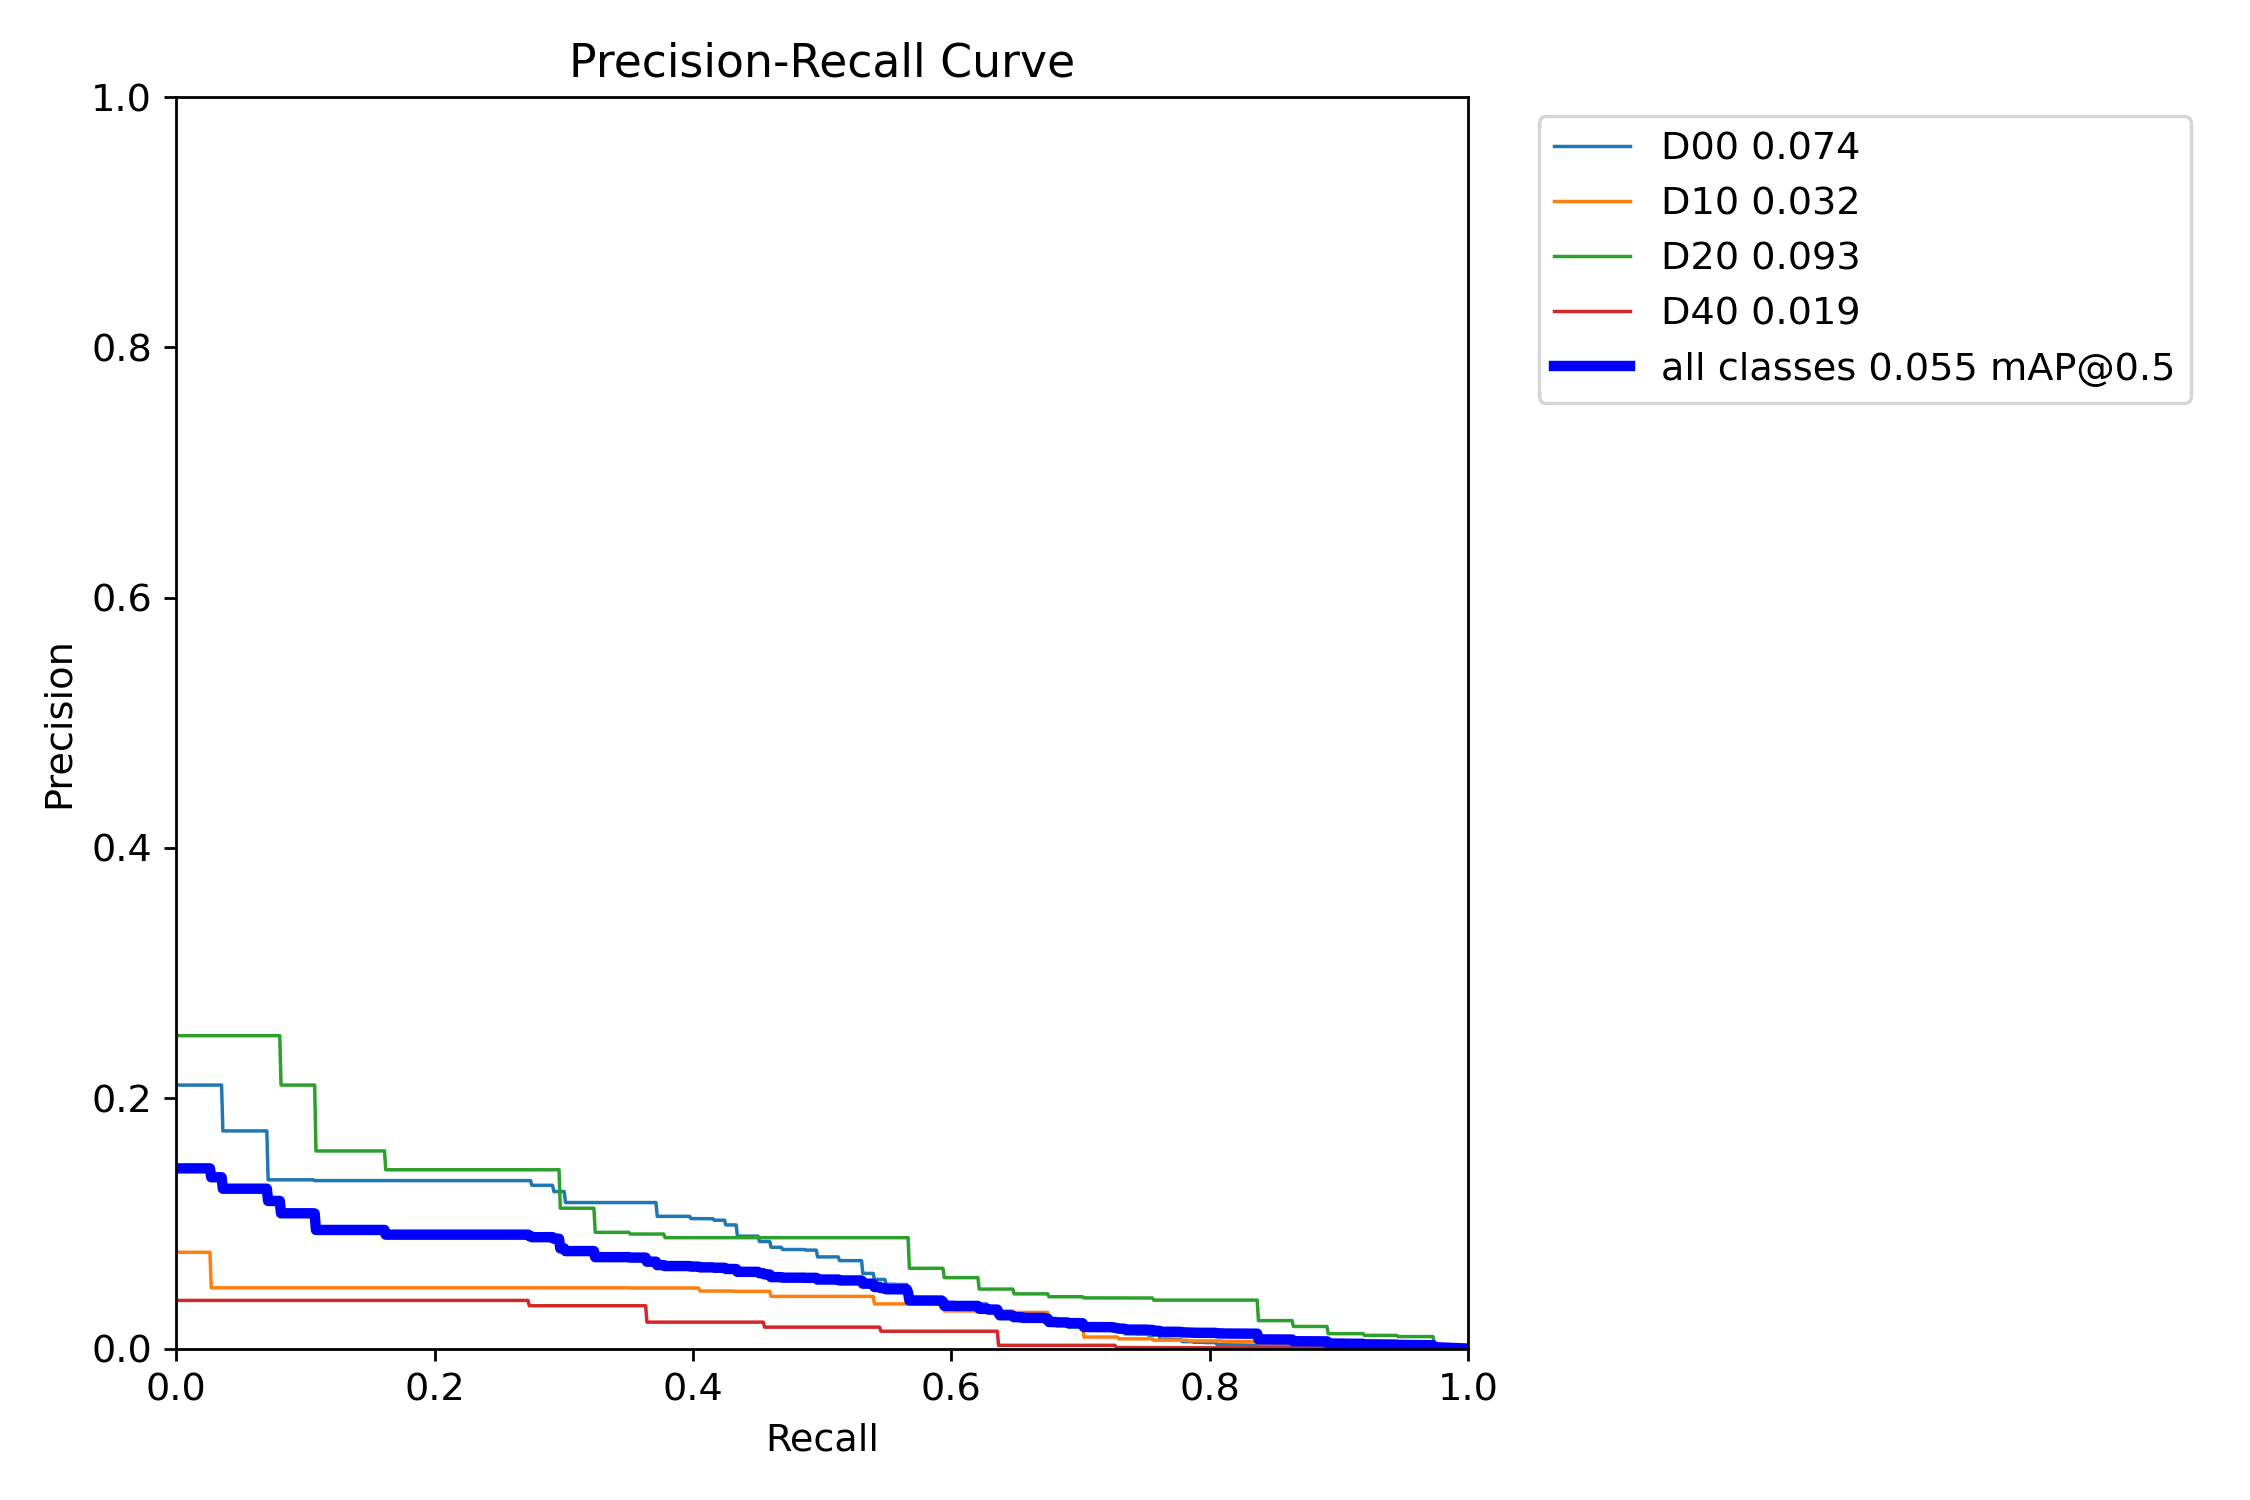 Precision-Recall Curve
1.0
0.8
0.6
0.4
0.2
0.0
Precision
0.0 0.2 0.4 0.6 0.8 1.0
Recall
D00 0.074
D10 0.032
D20 0.093
D40 0.019
all classes 0.055 mAP@0.5